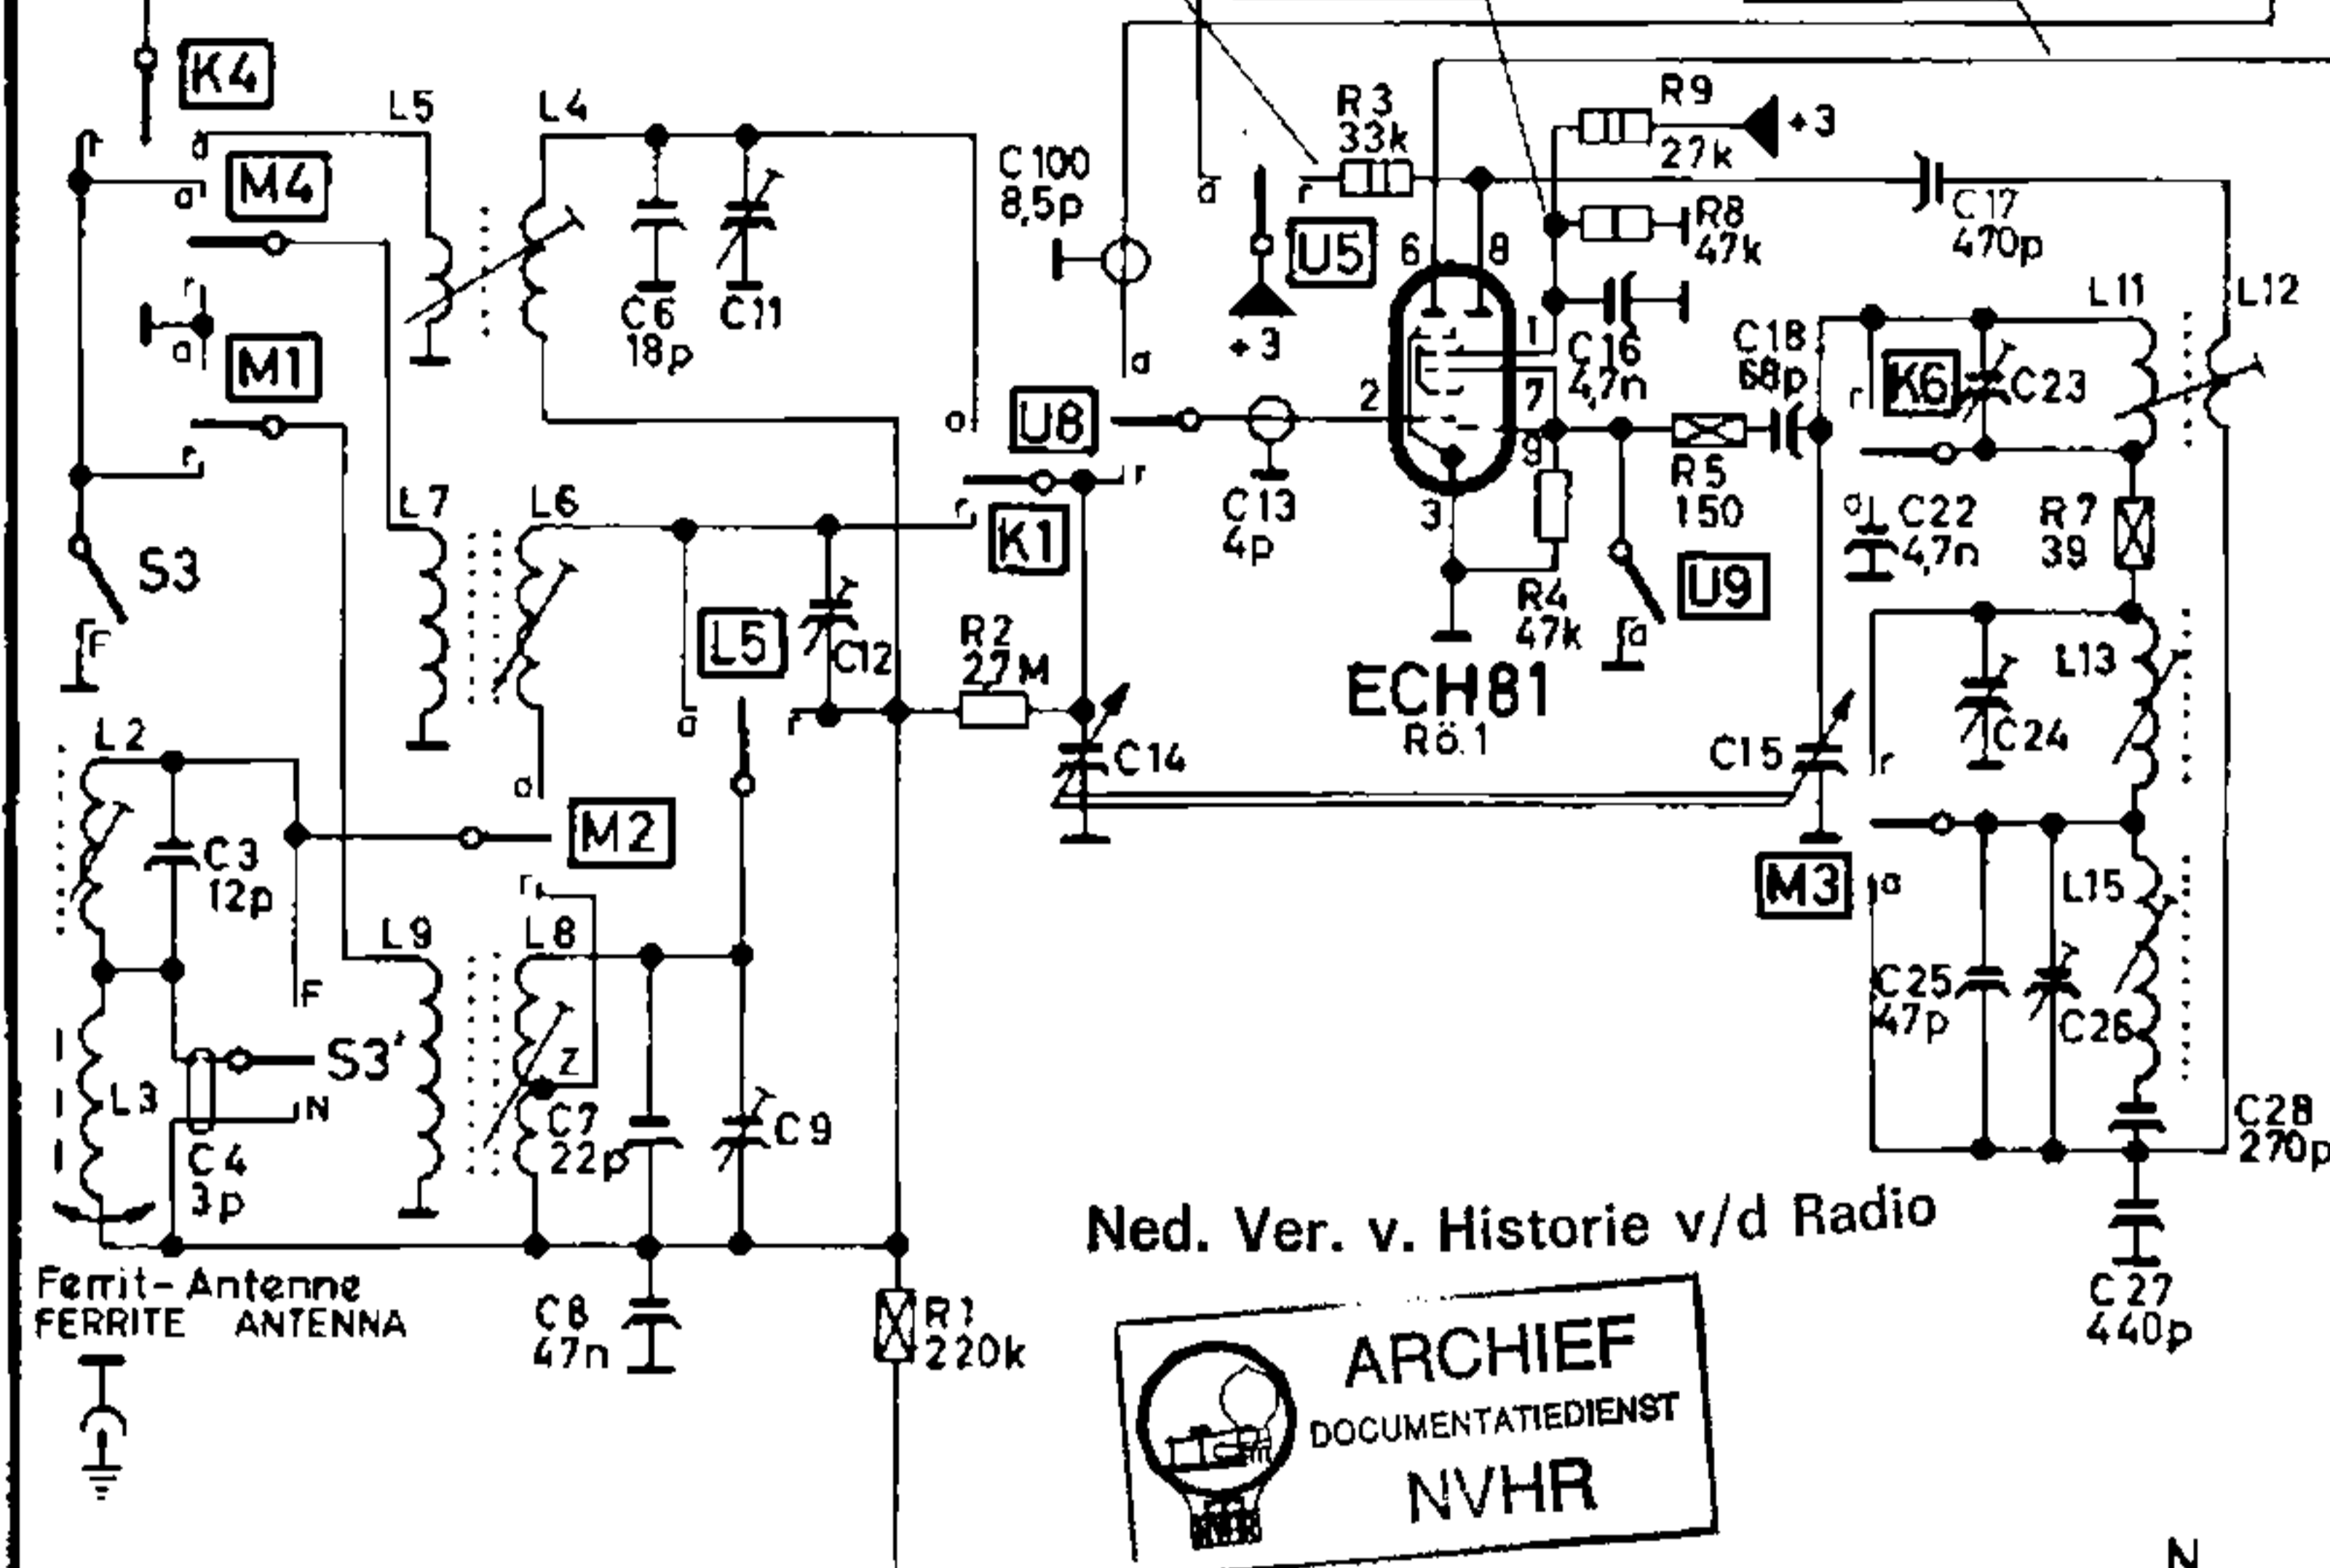 K4
L5
L4
r
a
M4
a
C6
18p
C11
C100
8,5p
R3
33k
a
r
U5
+3
R9
27k
+3
R8
47k
C17
470p
6
8
L11
L12
r
a
M1
r
a
a
U8
r
K1
r
2
1
7
9
3
C16
4,7n
C18
68p
r
K6
C23
C13
4p
R5
150
a
C22
4,7n
R7
39
L7
L6
S3
F
L5
C12
a
r
R2
27M
R4
47k
a
U9
ECH81
Rö.1
C14
C15
L13
C24
r
L2
a
M2
C3
12p
r
M3
a
L15
L9
L8
F
S3'
Z
C25
47p
C26
L3
N
C4
3p
C7
22p
C9
C28
270p
Ned. Ver. v. Historie v/d Radio
Ferrit-Antenne
FERRITE ANTENNA
C8
47n
R1
220k
C27
440p
ARCHIEF
DOCUMENTATIEDIENST
NVHR
N